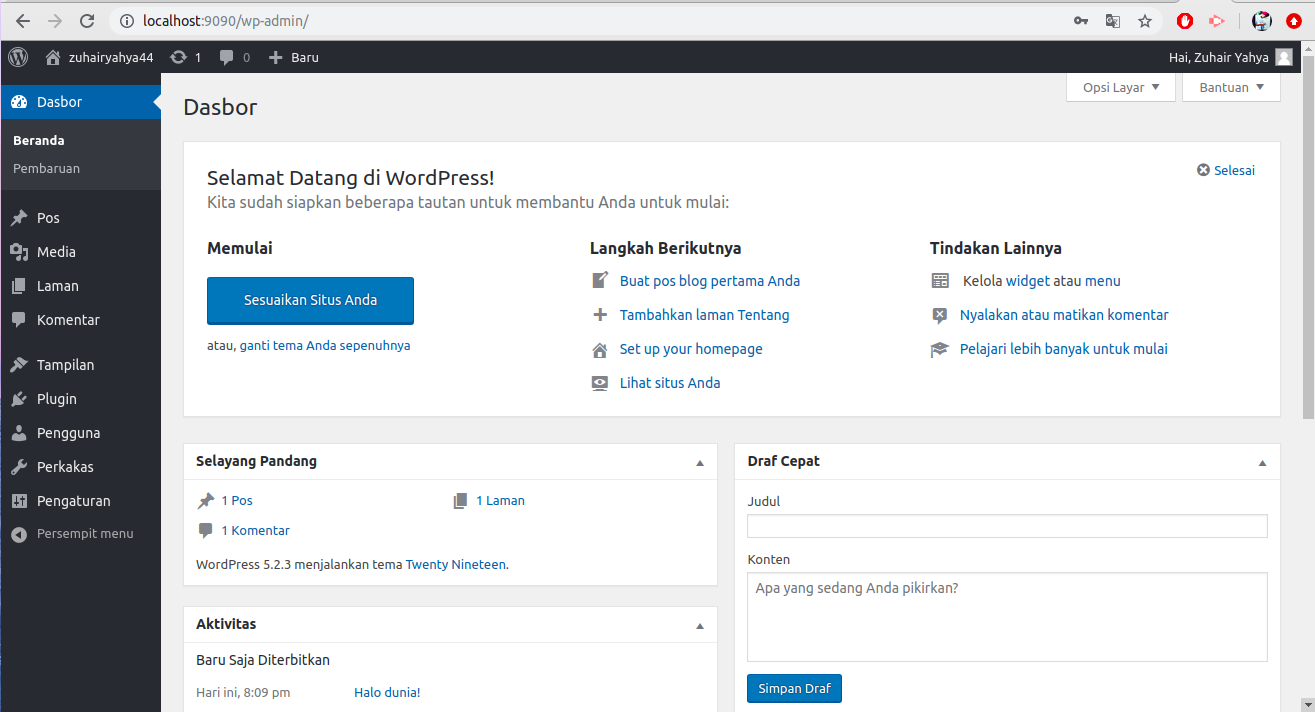 localhost:9090/wp-admin/
zuhairyahya44 1 0 Baru Hai, Zuhair Yahya
Opsi Layar Bantuan
Dasbor
Beranda
Pembaruan
Pos
Media
Laman
Komentar
Tampilan
Plugin
Pengguna
Perkakas
Pengaturan
Persempit menu
Dasbor
Selamat Datang di WordPress!
Selesai
Kita sudah siapkan beberapa tautan untuk membantu Anda untuk mulai:
Memulai
Sesuaikan Situs Anda
atau, ganti tema Anda sepenuhnya
Langkah Berikutnya
Buat pos blog pertama Anda
Tambahkan laman Tentang
Set up your homepage
Lihat situs Anda
Tindakan Lainnya
Kelola widget atau menu
Nyalakan atau matikan komentar
Pelajari lebih banyak untuk mulai
Selayang Pandang
1 Pos
1 Laman
1 Komentar
WordPress 5.2.3 menjalankan tema Twenty Nineteen.
Aktivitas
Baru Saja Diterbitkan
Hari ini, 8:09 pm Halo dunia!
Draf Cepat
Judul
Konten
Apa yang sedang Anda pikirkan?
Simpan Draf